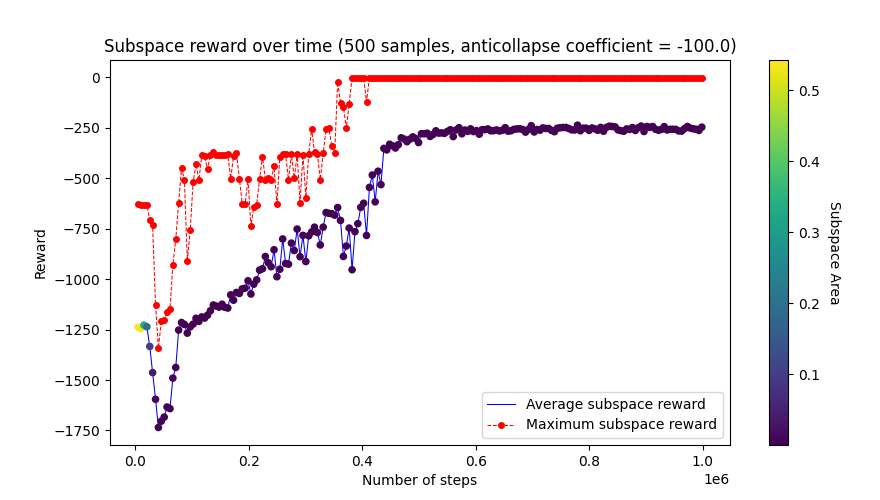 Subspace reward over time (500 samples, anticollapse coefficient = -100.0)
0
−250
−500
−750
−1000
−1250
−1500
−1750
Reward
0.0
0.2
0.4
0.6
0.8
1.0
1e6
Number of steps
Average subspace reward
Maximum subspace reward
0.5
0.4
0.3
0.2
0.1
Subspace Area